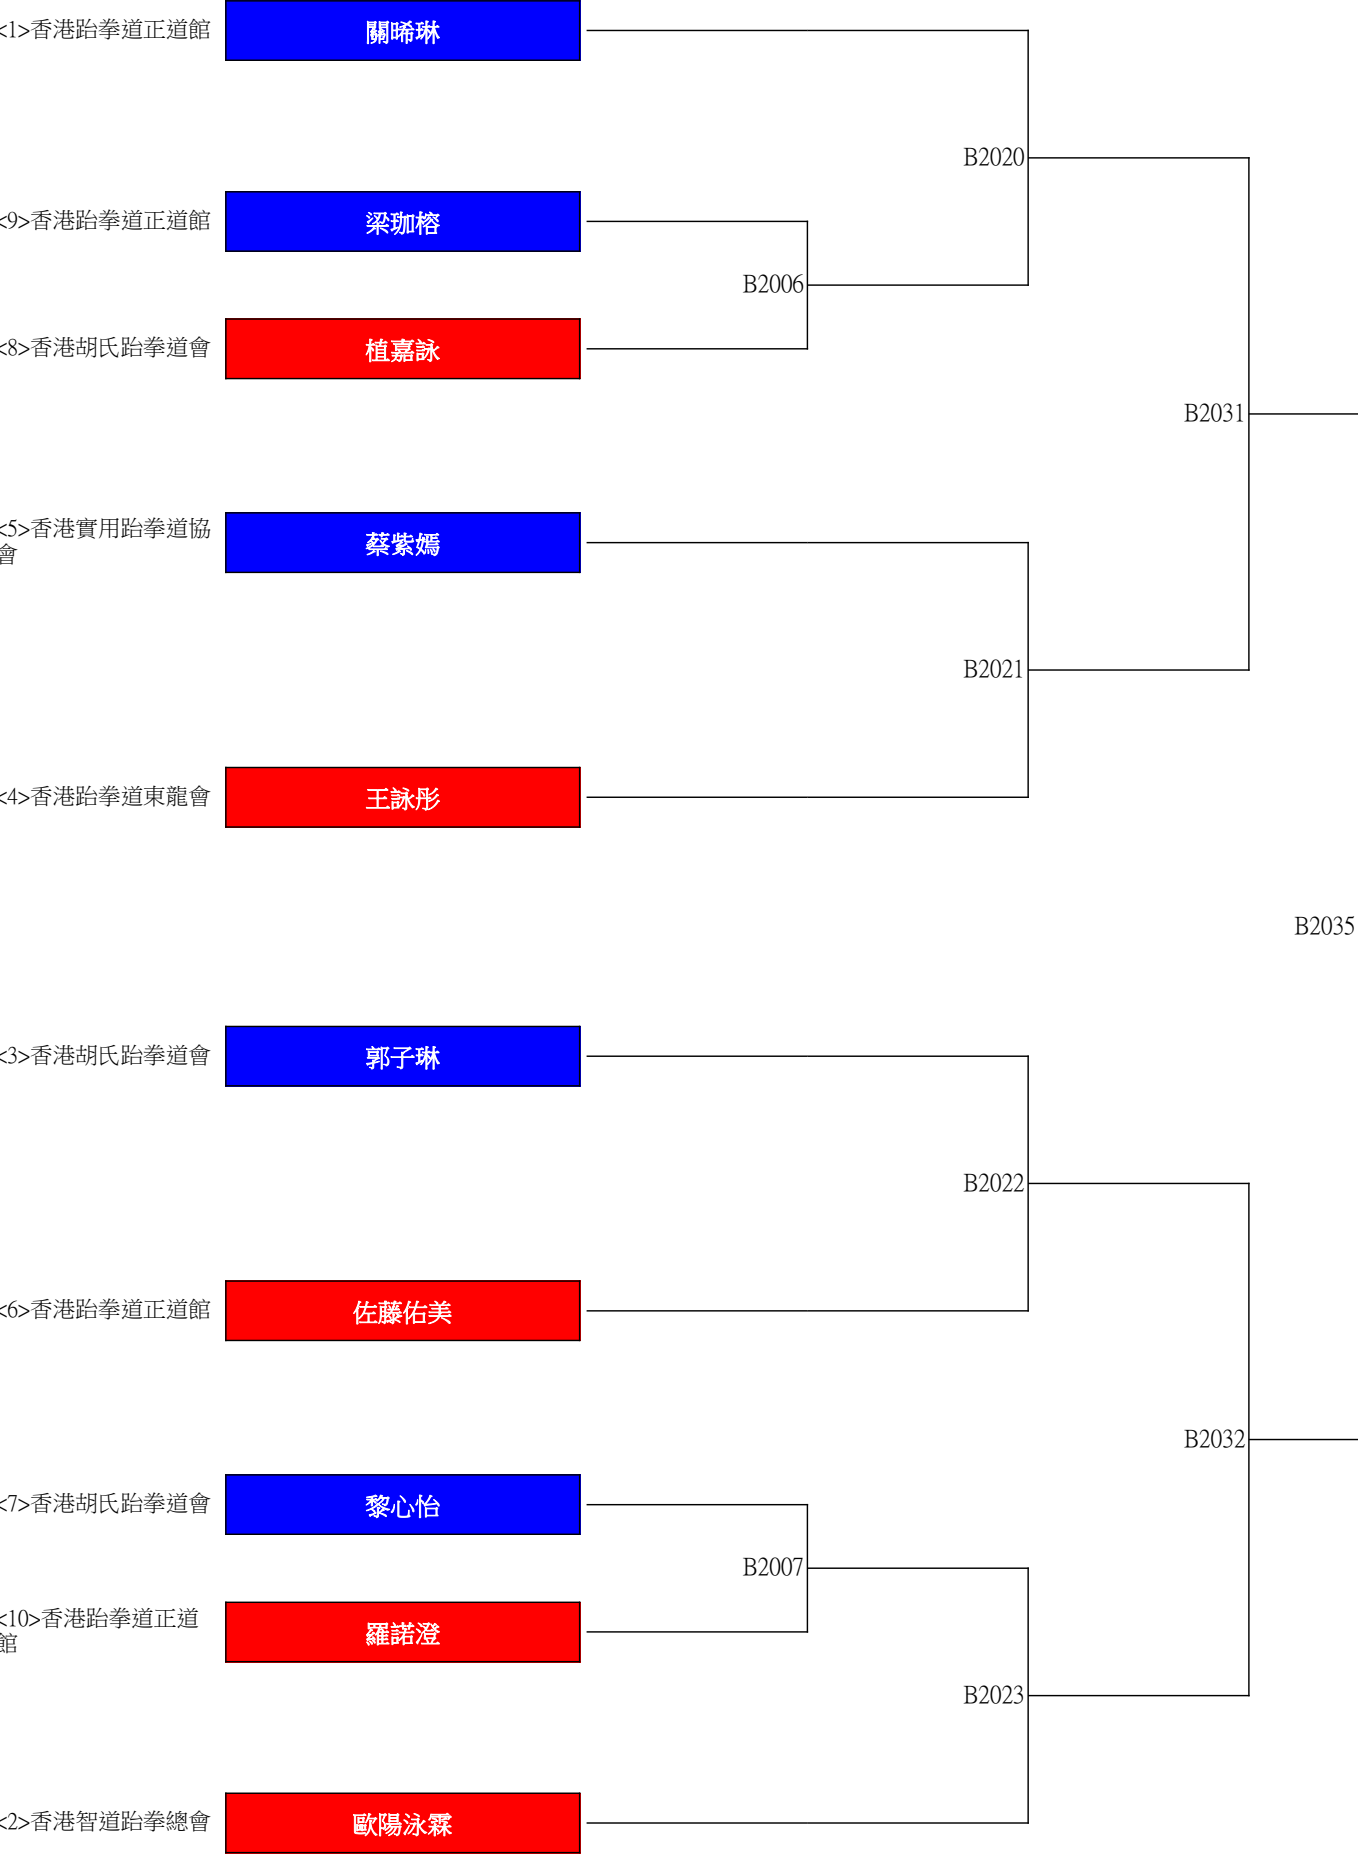 <1>香港跆拳道正道館
關晞琳
B2020
<9>香港跆拳道正道館
梁珈榕
B2006
<8>香港胡氏跆拳道會
植嘉詠
B2031
<5>香港實用跆拳道協
會
蔡紫嫣
B2021
<4>香港跆拳道東龍會
王詠彤
B2035
<3>香港胡氏跆拳道會
郭子琳
B2022
<6>香港跆拳道正道館
佐藤佑美
B2032
<7>香港胡氏跆拳道會
黎心怡
B2007
<10>香港跆拳道正道
館
羅諾澄
B2023
<2>香港智道跆拳總會
歐陽泳霖